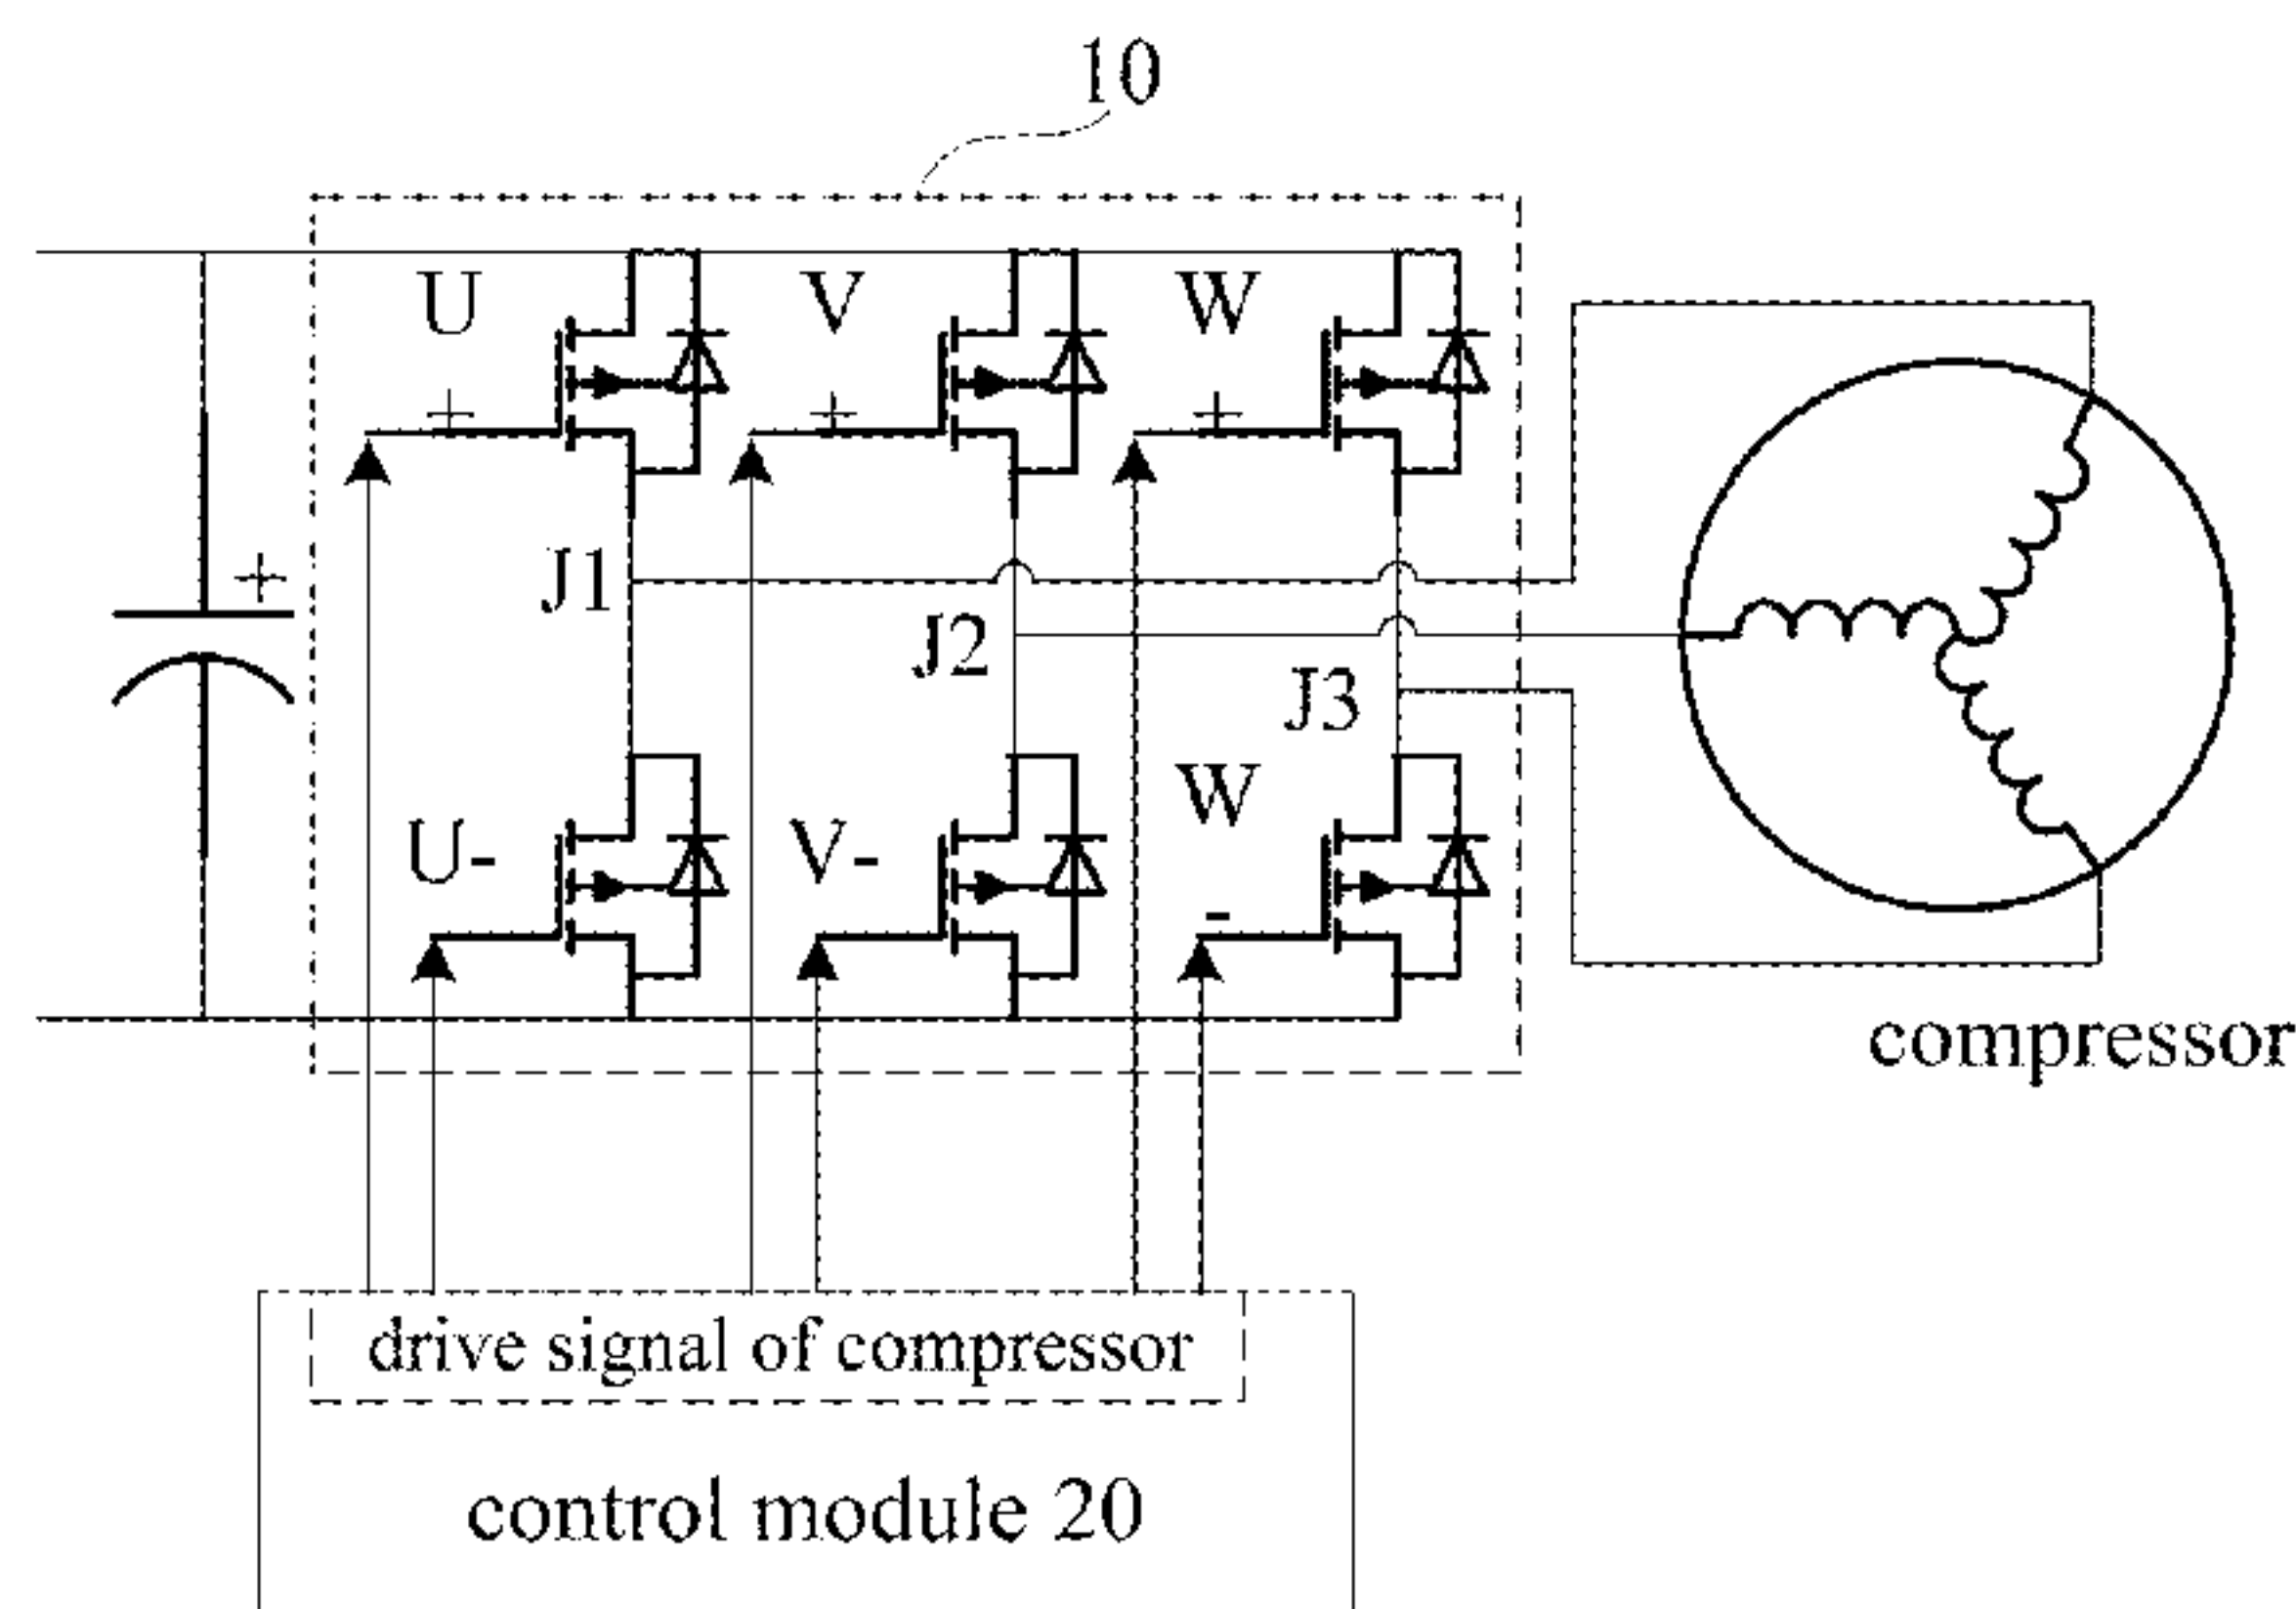 10
U
+
V
+
W
+
+
J1
J2
J3
U-
V-
W
-
compressor
drive signal of compressor
control module 20